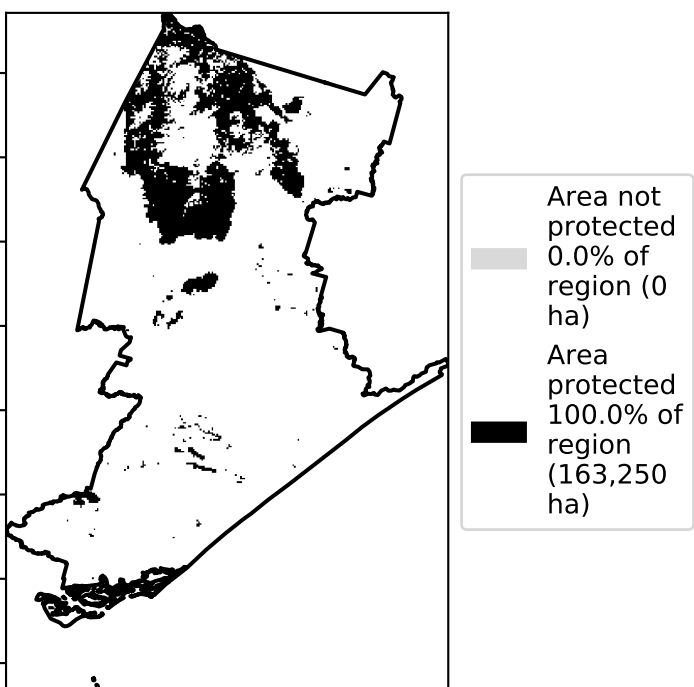 Area not
protected
0.0% of
region (0
ha)
Area
protected
100.0% of
region
(163,250
ha)